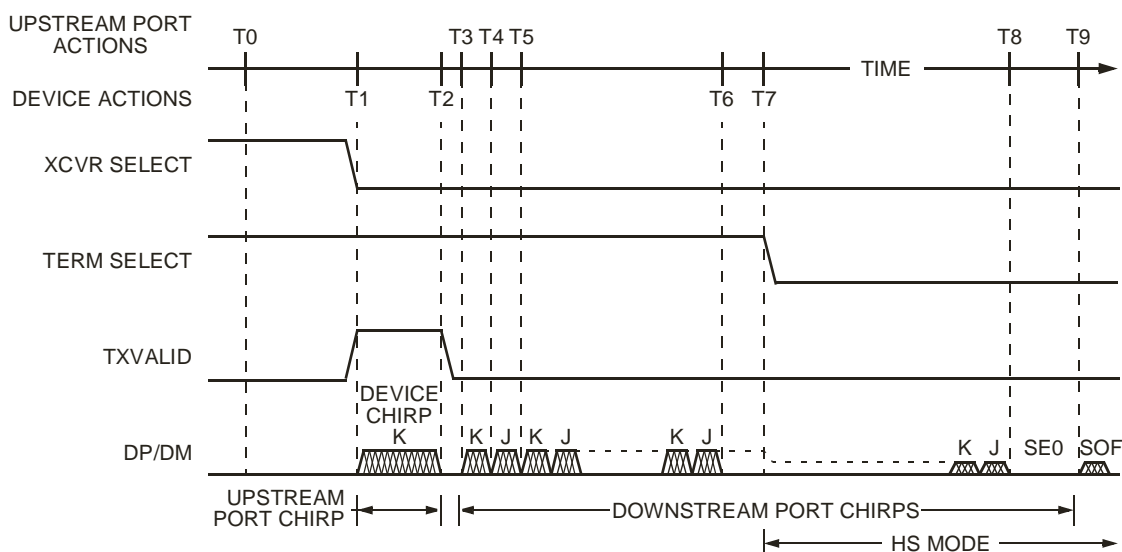 UPSTREAM PORT
ACTIONS
T0 T3 T4 T5 T8 T9
TIME
DEVICE ACTIONS
T1 T2 T6 T7
XCVR SELECT
TERM SELECT
TXVALID
DEVICE
CHIRP
DP/DM
K K J K J K J K J SE0 SOF
UPSTREAM
PORT CHIRP
DOWNSTREAM PORT CHIRPS
HS MODE